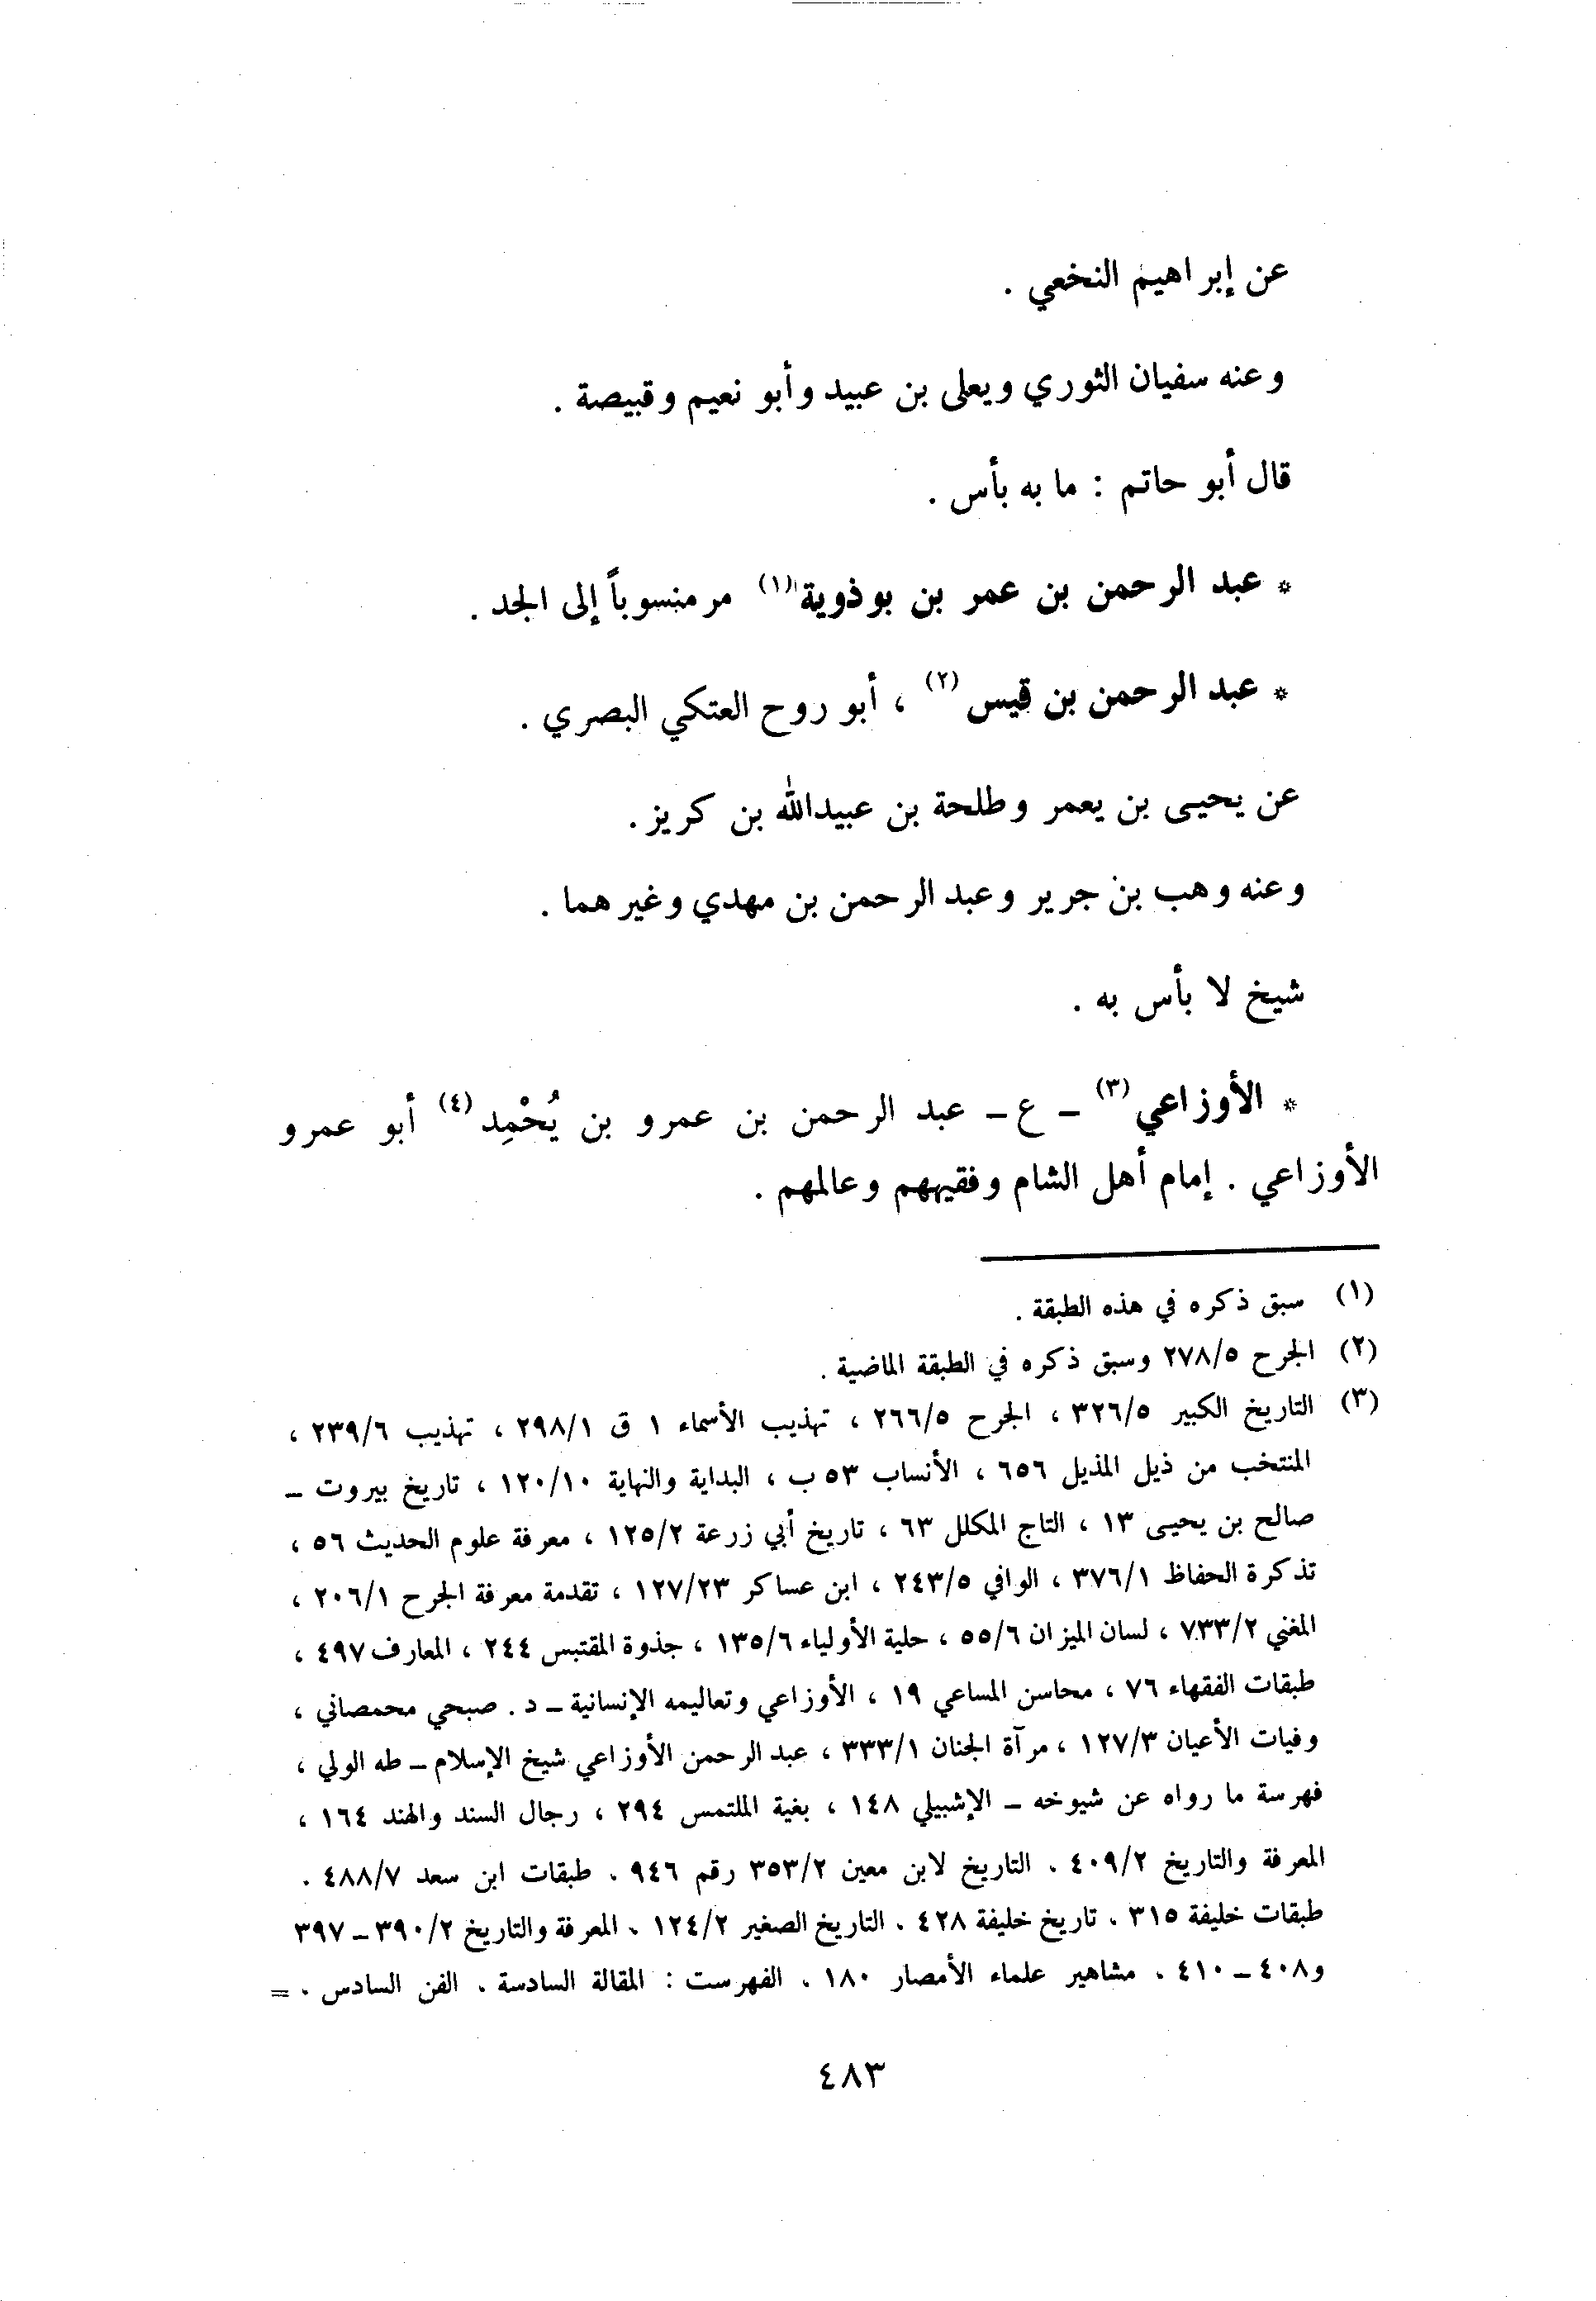 عن إبراهيم النخعي .
وعنه سفيان الثوري ويعلى بن عبيد وأبو نعيم وقبيصة .
قال أبو حاتم : ما به بأس .
* عبد الرحمن بن عمر بن بوذوية(١) مر منسوباً إلى الجد .
* عبد الرحمن بن قيس(٢) ، أبو روح العتكي البصري .
عن يحيى بن يعمر وطلحة بن عبيدالله بن كريز .
وعنه وهب بن جرير وعبد الرحمن بن مهدي وغيرهما .
شيخ لا بأس به .
* الأوزاعي(٣) – ع – عبد الرحمن بن عمرو بن يُحْمِد(٤) أبو عمرو
الأوزاعي . إمام أهل الشام وفقيههم وعالمهم .
(١) سبق ذكره في هذه الطبقة .
(٢) الجرح ٢٧٨/٥ وسبق ذكره في الطبقة الماضية .
(٣) التاريخ الكبير ٣٢٦/٥ ، الجرح ٢٦٦/٥ ، تهذيب الأسماء ١ ق ٢٩٨/١ ، تهذيب ٢٣٩/٦ ،
المنتخب من ذيل المذيل ٦٥٦ ، الأنساب ٥٣ ب ، البداية والنهاية ١٢٠/١٠ ، تاريخ بيروت –
صالح بن يحيى ١٣ ، التاج المكلل ٦٣ ، تاريخ أبي زرعة ١٢٥/٢ ، معرفة علوم الحديث ٥٦ ،
تذكرة الحفاظ ٣٧٦/١ ، الوافي ٢٤٣/٥ ، ابن عساكر ١٢٧/٢٣ ، تقدمة معرفة الجرح ٢٠٦/١ ،
المغني ٧٣٣/٢ ، لسان الميزان ٥٥/٦ ، حلية الأولياء ١٣٥/٦ ، جذوة المقتبس ٢٤٤ ، المعارف ٤٩٧ ،
طبقات الفقهاء ٧٦ ، محاسن المساعي ١٩ ، الأوزاعي وتعاليمه الإنسانية – د . صبحي محمصاني ،
وفيات الأعيان ١٢٧/٣ ، مرآة الجنان ٣٣٣/١ ، عبد الرحمن الأوزاعي شيخ الإسلام – طه الولي ،
فهرسة ما رواه عن شيوخه – الإشبيلي ١٤٨ ، بغية الملتمس ٢٩٤ ، رجال السند والهند ١٦٤ ،
المعرفة والتاريخ ٤٠٩/٢ . التاريخ لابن معين ٣٥٣/٢ رقم ٩٤٦ . طبقات ابن سعد ٤٨٨/٧ .
طبقات خليفة ٣١٥ . تاريخ خليفة ٤٢٨ . التاريخ الصغير ١٢٤/٢ . المعرفة والتاريخ ٣٩٠/٢ – ٣٩٧
و٤٠٨ – ٤١٠ . مشاهير علماء الأمصار ١٨٠ . الفهرست : المقالة السادسة . الفن السادس . =
٤٨٣